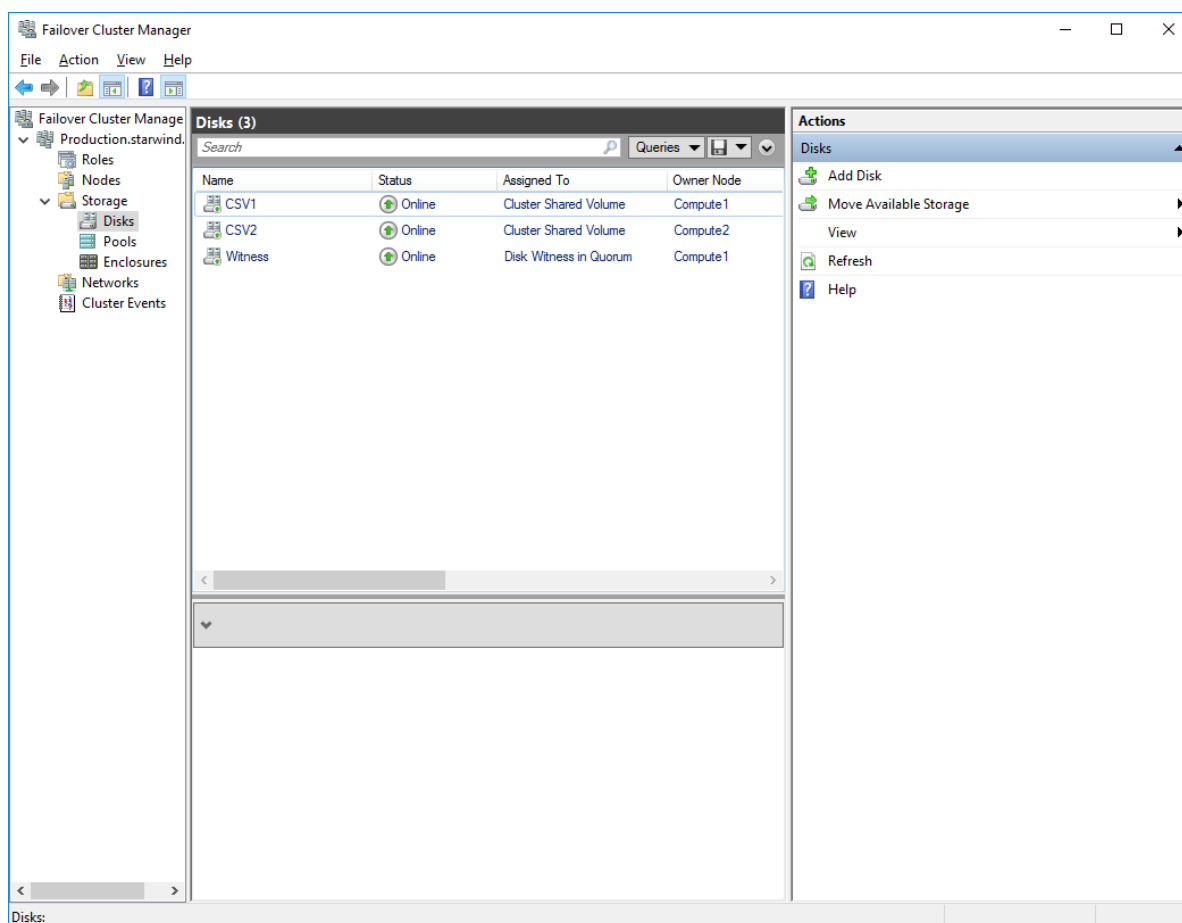 Failover Cluster Manager
File Action View Help
Failover Cluster Manage
Production.starwind.
Roles
Nodes
Storage
Disks
Pools
Enclosures
Networks
Cluster Events
Disks (3)
Search
Queries
Name Status Assigned To Owner Node
CSV1 Online Cluster Shared Volume Compute1
CSV2 Online Cluster Shared Volume Compute2
Witness Online Disk Witness in Quorum Compute1
Actions
Disks
Add Disk
Move Available Storage
View
Refresh
Help
Disks: